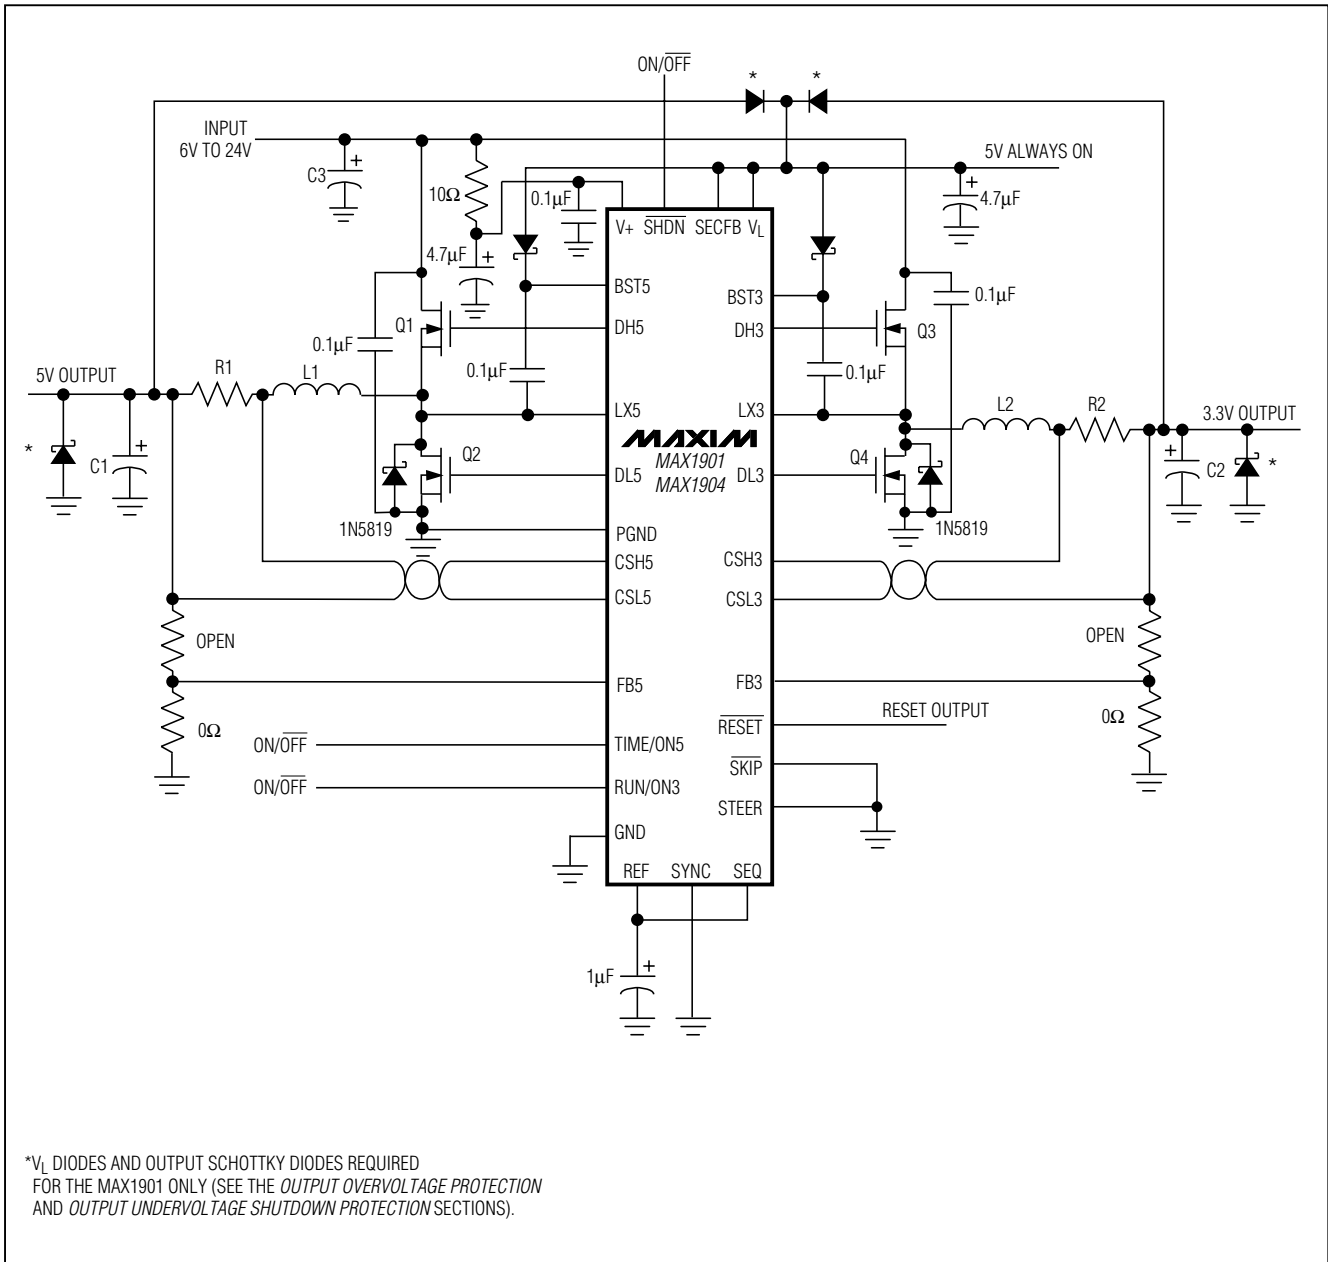 ON/OFF
* *
INPUT
6V TO 24V
5V ALWAYS ON
C3
+
10Ω
0.1μF
+
4.7μF
V+ SHDN SECFB VL
4.7μF
+
BST5
BST3
0.1μF
Q1
DH5
DH3
Q3
0.1μF
0.1μF
0.1μF
5V OUTPUT
R1
L1
LX5
LX3
L2
R2
3.3V OUTPUT
MAXIM
MAX1901
MAX1904
*
C1
+
Q2
DL5
DL3
Q4
+
C2
*
1N5819
1N5819
PGND
CSH5
CSH3
CSL5
CSL3
OPEN
OPEN
FB5
FB3
0Ω
RESET
RESET OUTPUT
0Ω
ON/OFF
TIME/ON5
SKIP
ON/OFF
RUN/ON3
STEER
GND
REF SYNC SEQ
1μF
+
*VL DIODES AND OUTPUT SCHOTTKY DIODES REQUIRED
FOR THE MAX1901 ONLY (SEE THE OUTPUT OVERVOLTAGE PROTECTION
AND OUTPUT UNDERVOLTAGE SHUTDOWN PROTECTION SECTIONS).